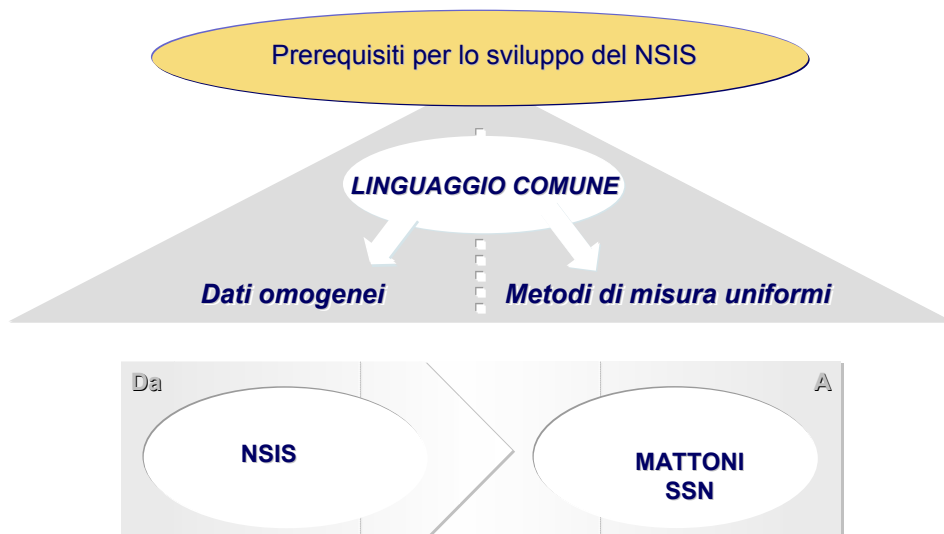 Prerequisiti per lo sviluppo del NSIS
LINGUAGGIO COMUNE
Dati omogenei
Metodi di misura uniformi
Da
A
NSIS
MATTONI
SSN